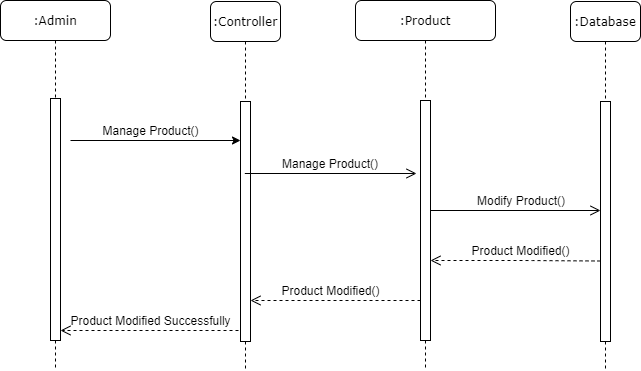 :Admin
:Controller
:Product
:Database
Manage Product()
Manage Product()
Modify Product()
Product Modified()
Product Modified()
Product Modified Successfully